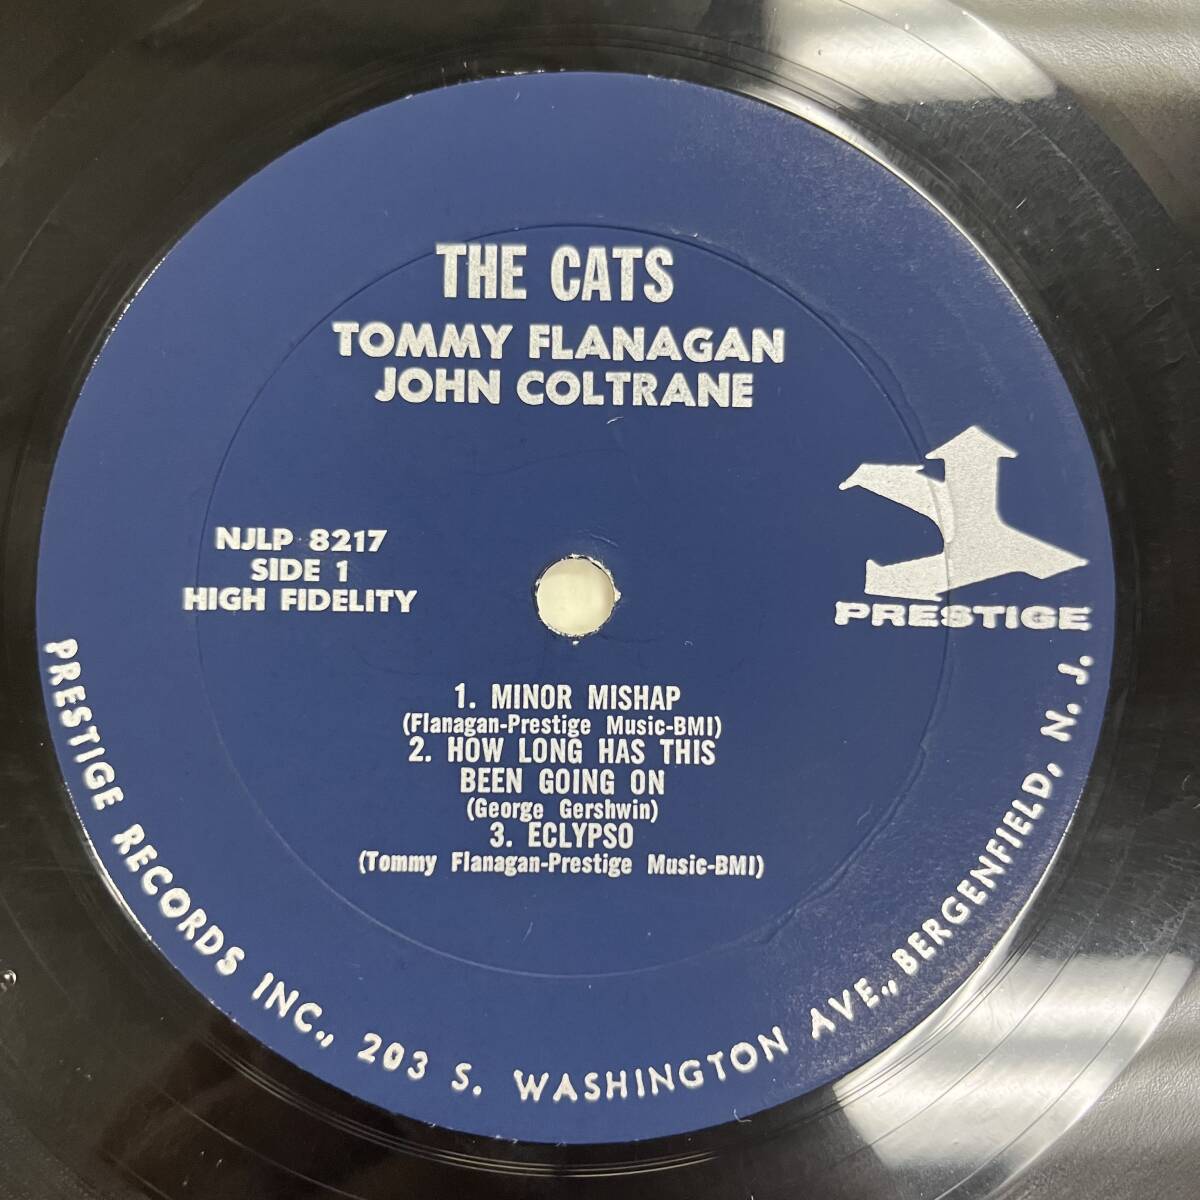 THE CATS
TOMMY FLANAGAN
JOHN COLTRANE
NJLP 8217
SIDE 1
HIGH FIDELITY
PRESTIGE
1. MINOR MISHAP
(Flanagan-Prestige Music-BMI)
2. HOW LONG HAS THIS
BEEN GOING ON
(George Gershwin)
3. ECLYPSO
(Tommy Flanagan-Prestige Music-BMI)
PRESTIGE RECORDS INC., 203 S. WASHINGTON AVE., BERGENFIELD, N. J.